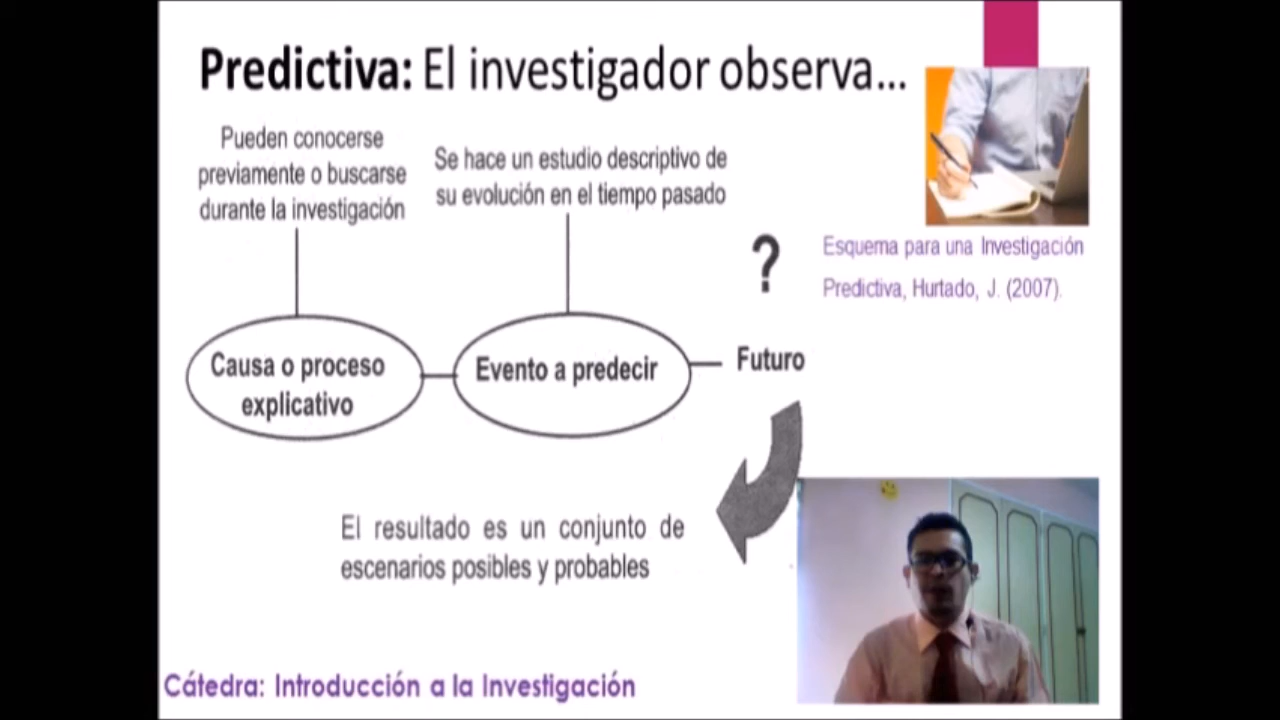 Predictiva: El investigador observa...
Pueden conocerse
previamente o buscarse
durante la investigación
Se hace un estudio descriptivo de
su evolución en el tiempo pasado
?
Esquema para una Investigación
Predictiva, Hurtado, J. (2007).
Causa o proceso
explicativo
Evento a predecir
Futuro
El resultado es un conjunto de
escenarios posibles y probables
Cátedra: Introducción a la Investigación